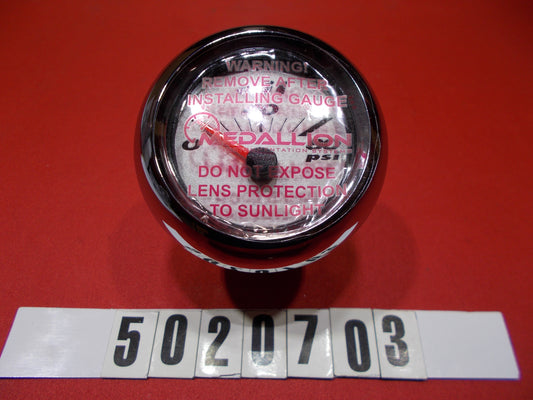 WARNING!
REMOVE AFTER
INSTALLING GAUGE
MEDALLION
psi
DO NOT EXPOSE
LENS PROTECTION
TO SUNLIGHT
5020703